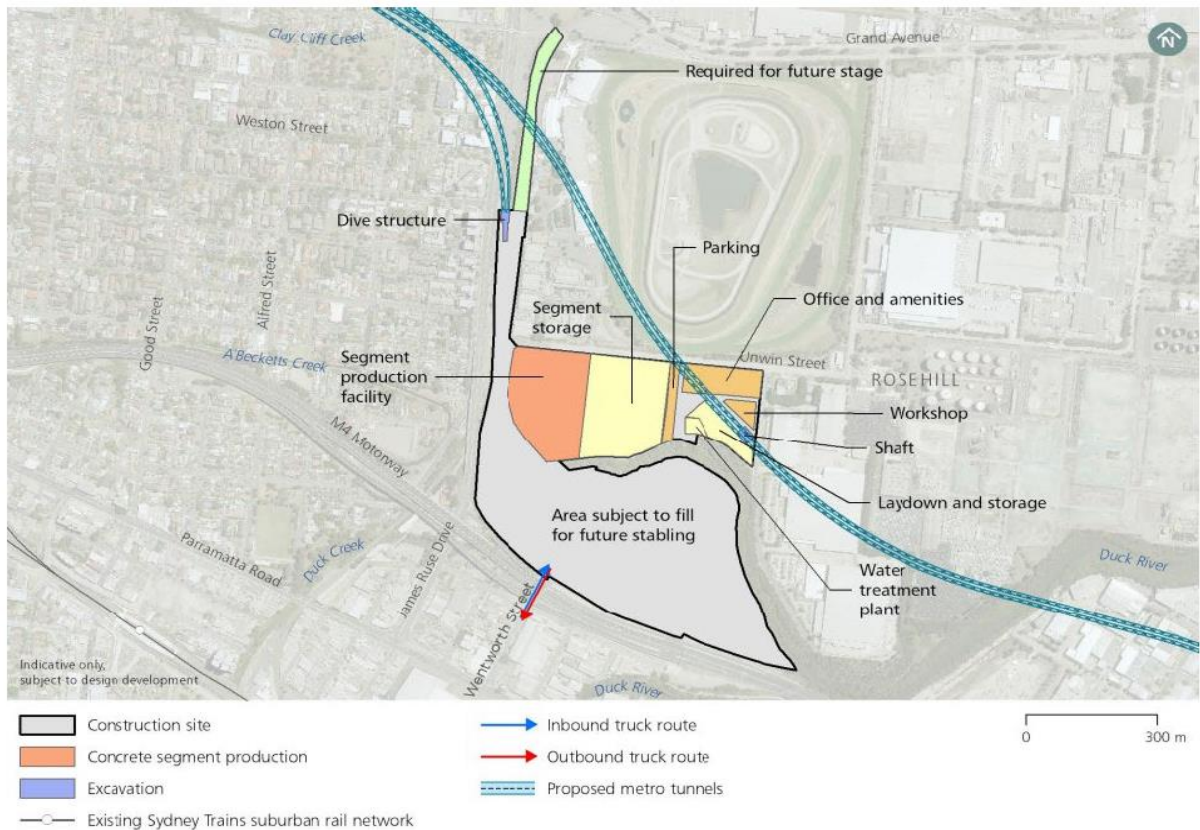 Clay Cliff Creek
Grand Avenue
N
Required for future stage
Weston Street
Dive structure
Parking
Alfred Street
Good Street
Office and amenities
Segment
storage
A'Becketts Creek
Segment
production
facility
Unwin Street
ROSEHILL
Workshop
M4 Motorway
Shaft
Laydown and storage
Area subject to fill
for future stabling
Parramatta Road
Duck Creek
James Ruse Drive
Duck River
Water
treatment
plant
Wentworth Street
Indicative only,
subject to design development
Duck River
Construction site
Inbound truck route
0 300 m
Concrete segment production
Outbound truck route
Excavation
Proposed metro tunnels
Existing Sydney Trains suburban rail network